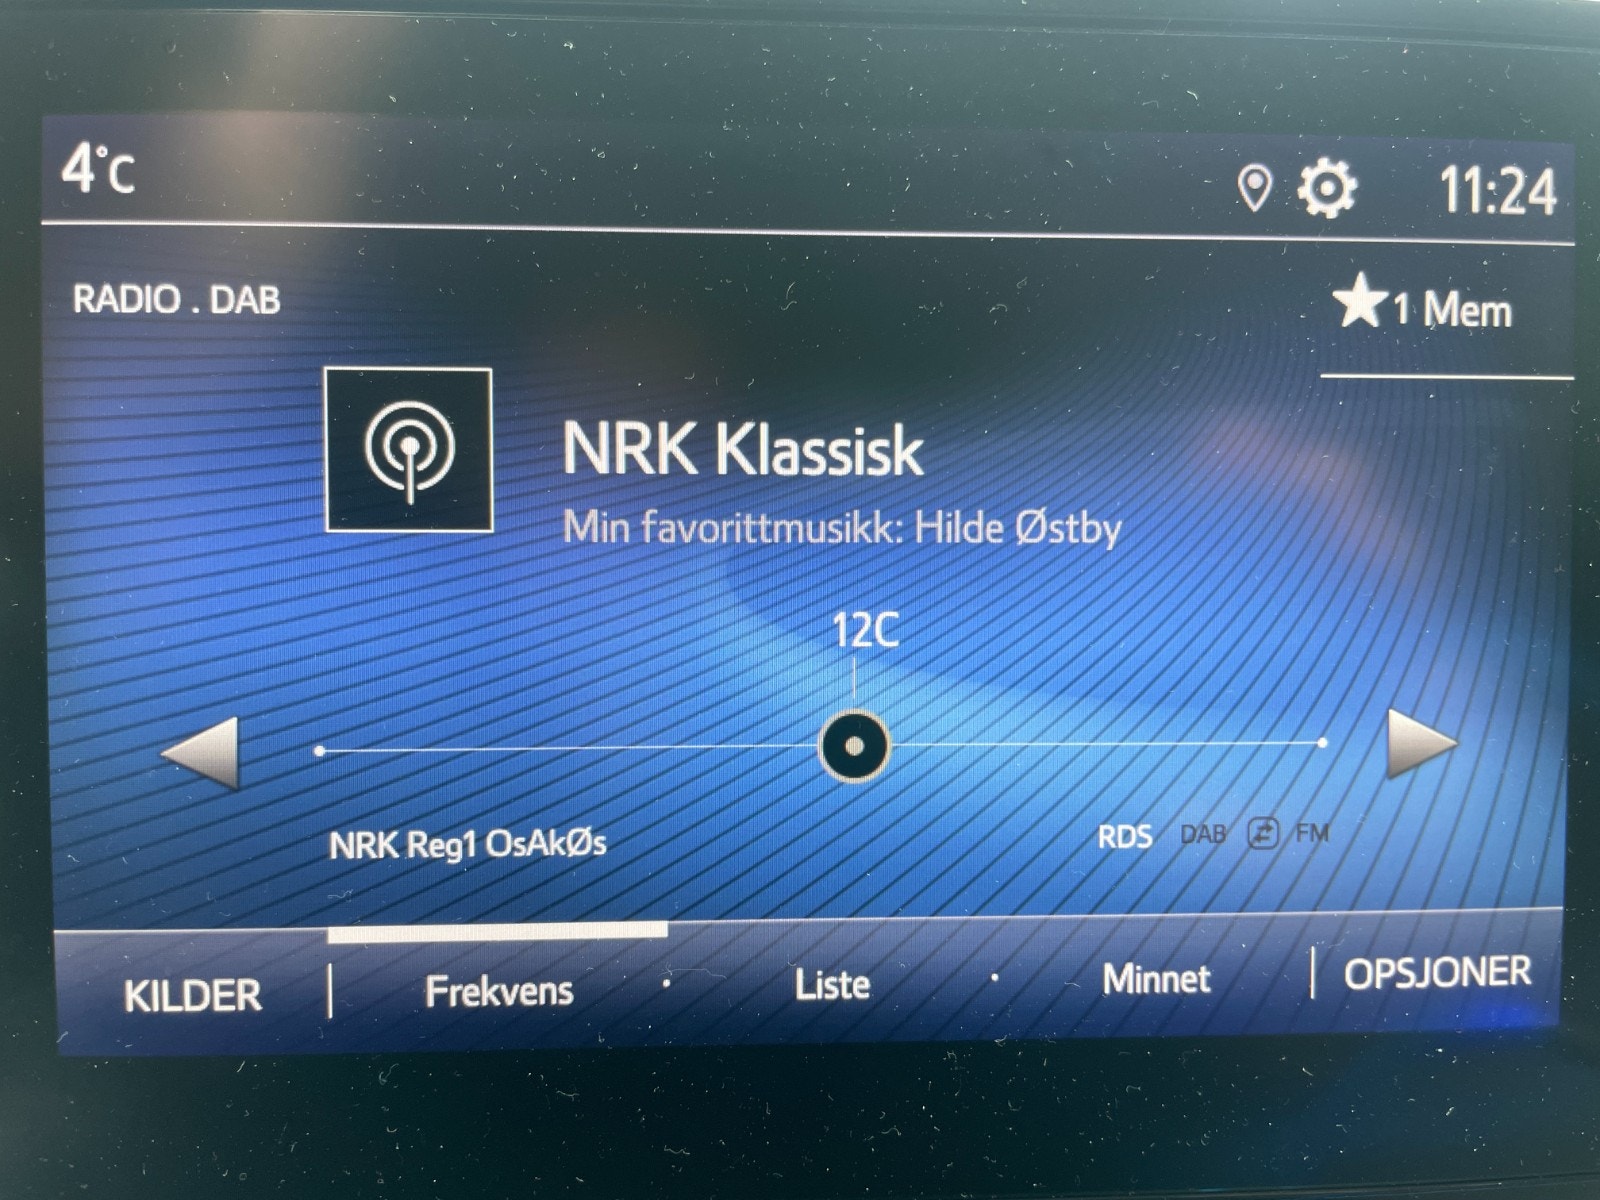 4°C
11:24
RADIO . DAB
1 Mem
NRK Klassisk
Min favorittmusikk: Hilde Østby
12C
NRK Reg1 OsAkØs
RDS DAB FM
KILDER Frekvens · Liste · Minnet OPSJONER